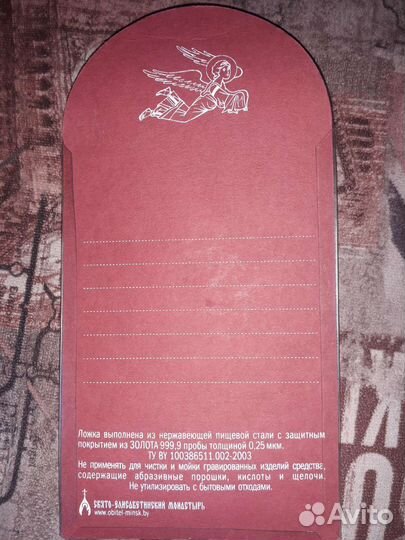 Ложка выполнена из нержавеющей пищевой стали с защитным
покрытием из ЗОЛОТА 999,9 пробы толщиной 0,25 мкм.
ТУ BY 100386511.002-2003
Не применять для чистки и мойки гравированных изделий средства,
содержащие абразивные порошки, кислоты и щелочи.
Не утилизировать с бытовыми отходами.
СВЯТО-ЕЛИСАВЕТИНСКИЙ МОНАСТЫРЬ
www.obitel-minsk.by
Avito